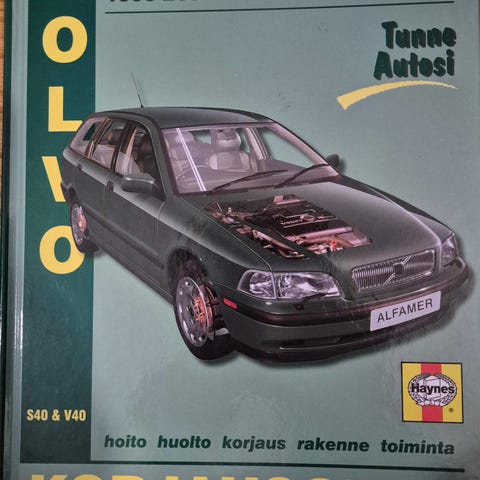 OLVO
Tunne
Autosi
ALFAMER
Haynes
S40 & V40
hoito huolto korjaus rakenne toiminta